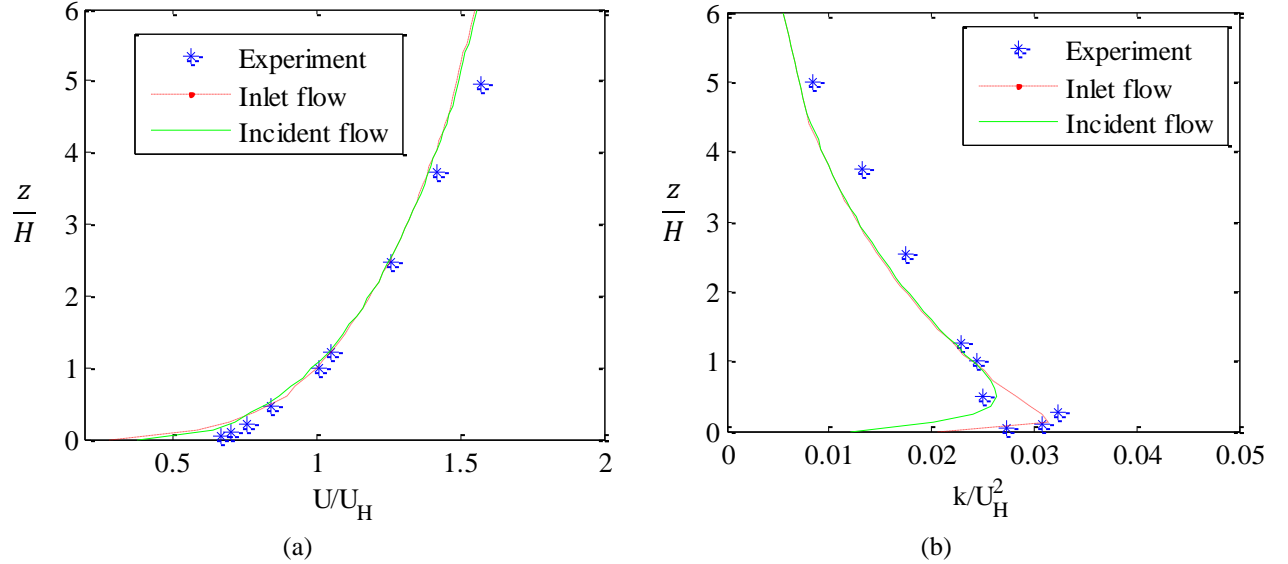 6
5
4
3
2
1
0
z
H
Experiment
Inlet flow
Incident flow
0.5
1
1.5
2
U/U_H
(a)
6
5
4
3
2
1
0
z
H
Experiment
Inlet flow
Incident flow
0
0.01
0.02
0.03
0.04
0.05
k/U_H^2
(b)